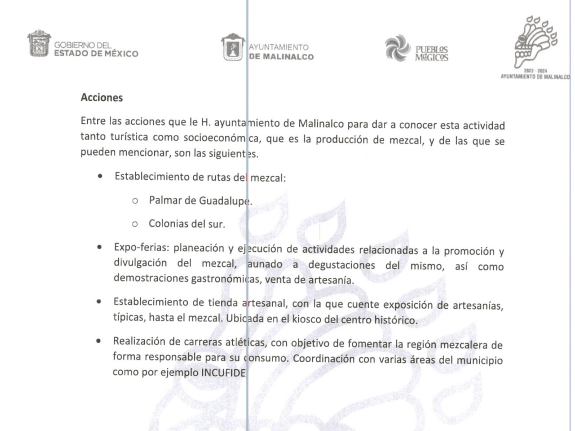 GOBIERNO DEL
ESTADO DE MÉXICO
AYUNTAMIENTO
DE MALINALCO
PUEBLOS
MÁGICOS
2022 - 2024
AYUNTAMIENTO DE MALINALCO
Acciones
Entre las acciones que le H. ayuntamiento de Malinalco para dar a conocer esta actividad
tanto turística como socioeconómica, que es la producción de mezcal, y de las que se
pueden mencionar, son las siguientes.
• Establecimiento de rutas del mezcal:
○ Palmar de Guadalupe.
○ Colonias del sur.
• Expo-ferias: planeación y ejecución de actividades relacionadas a la promoción y
divulgación del mezcal, aunado a degustaciones del mismo, así como
demostraciones gastronómicas, venta de artesanía.
• Establecimiento de tienda artesanal, con la que cuente exposición de artesanías,
típicas, hasta el mezcal. Ubicada en el kiosco del centro histórico.
• Realización de carreras atléticas, con objetivo de fomentar la región mezcalera de
forma responsable para su consumo. Coordinación con varias áreas del municipio
como por ejemplo INCUFIDE